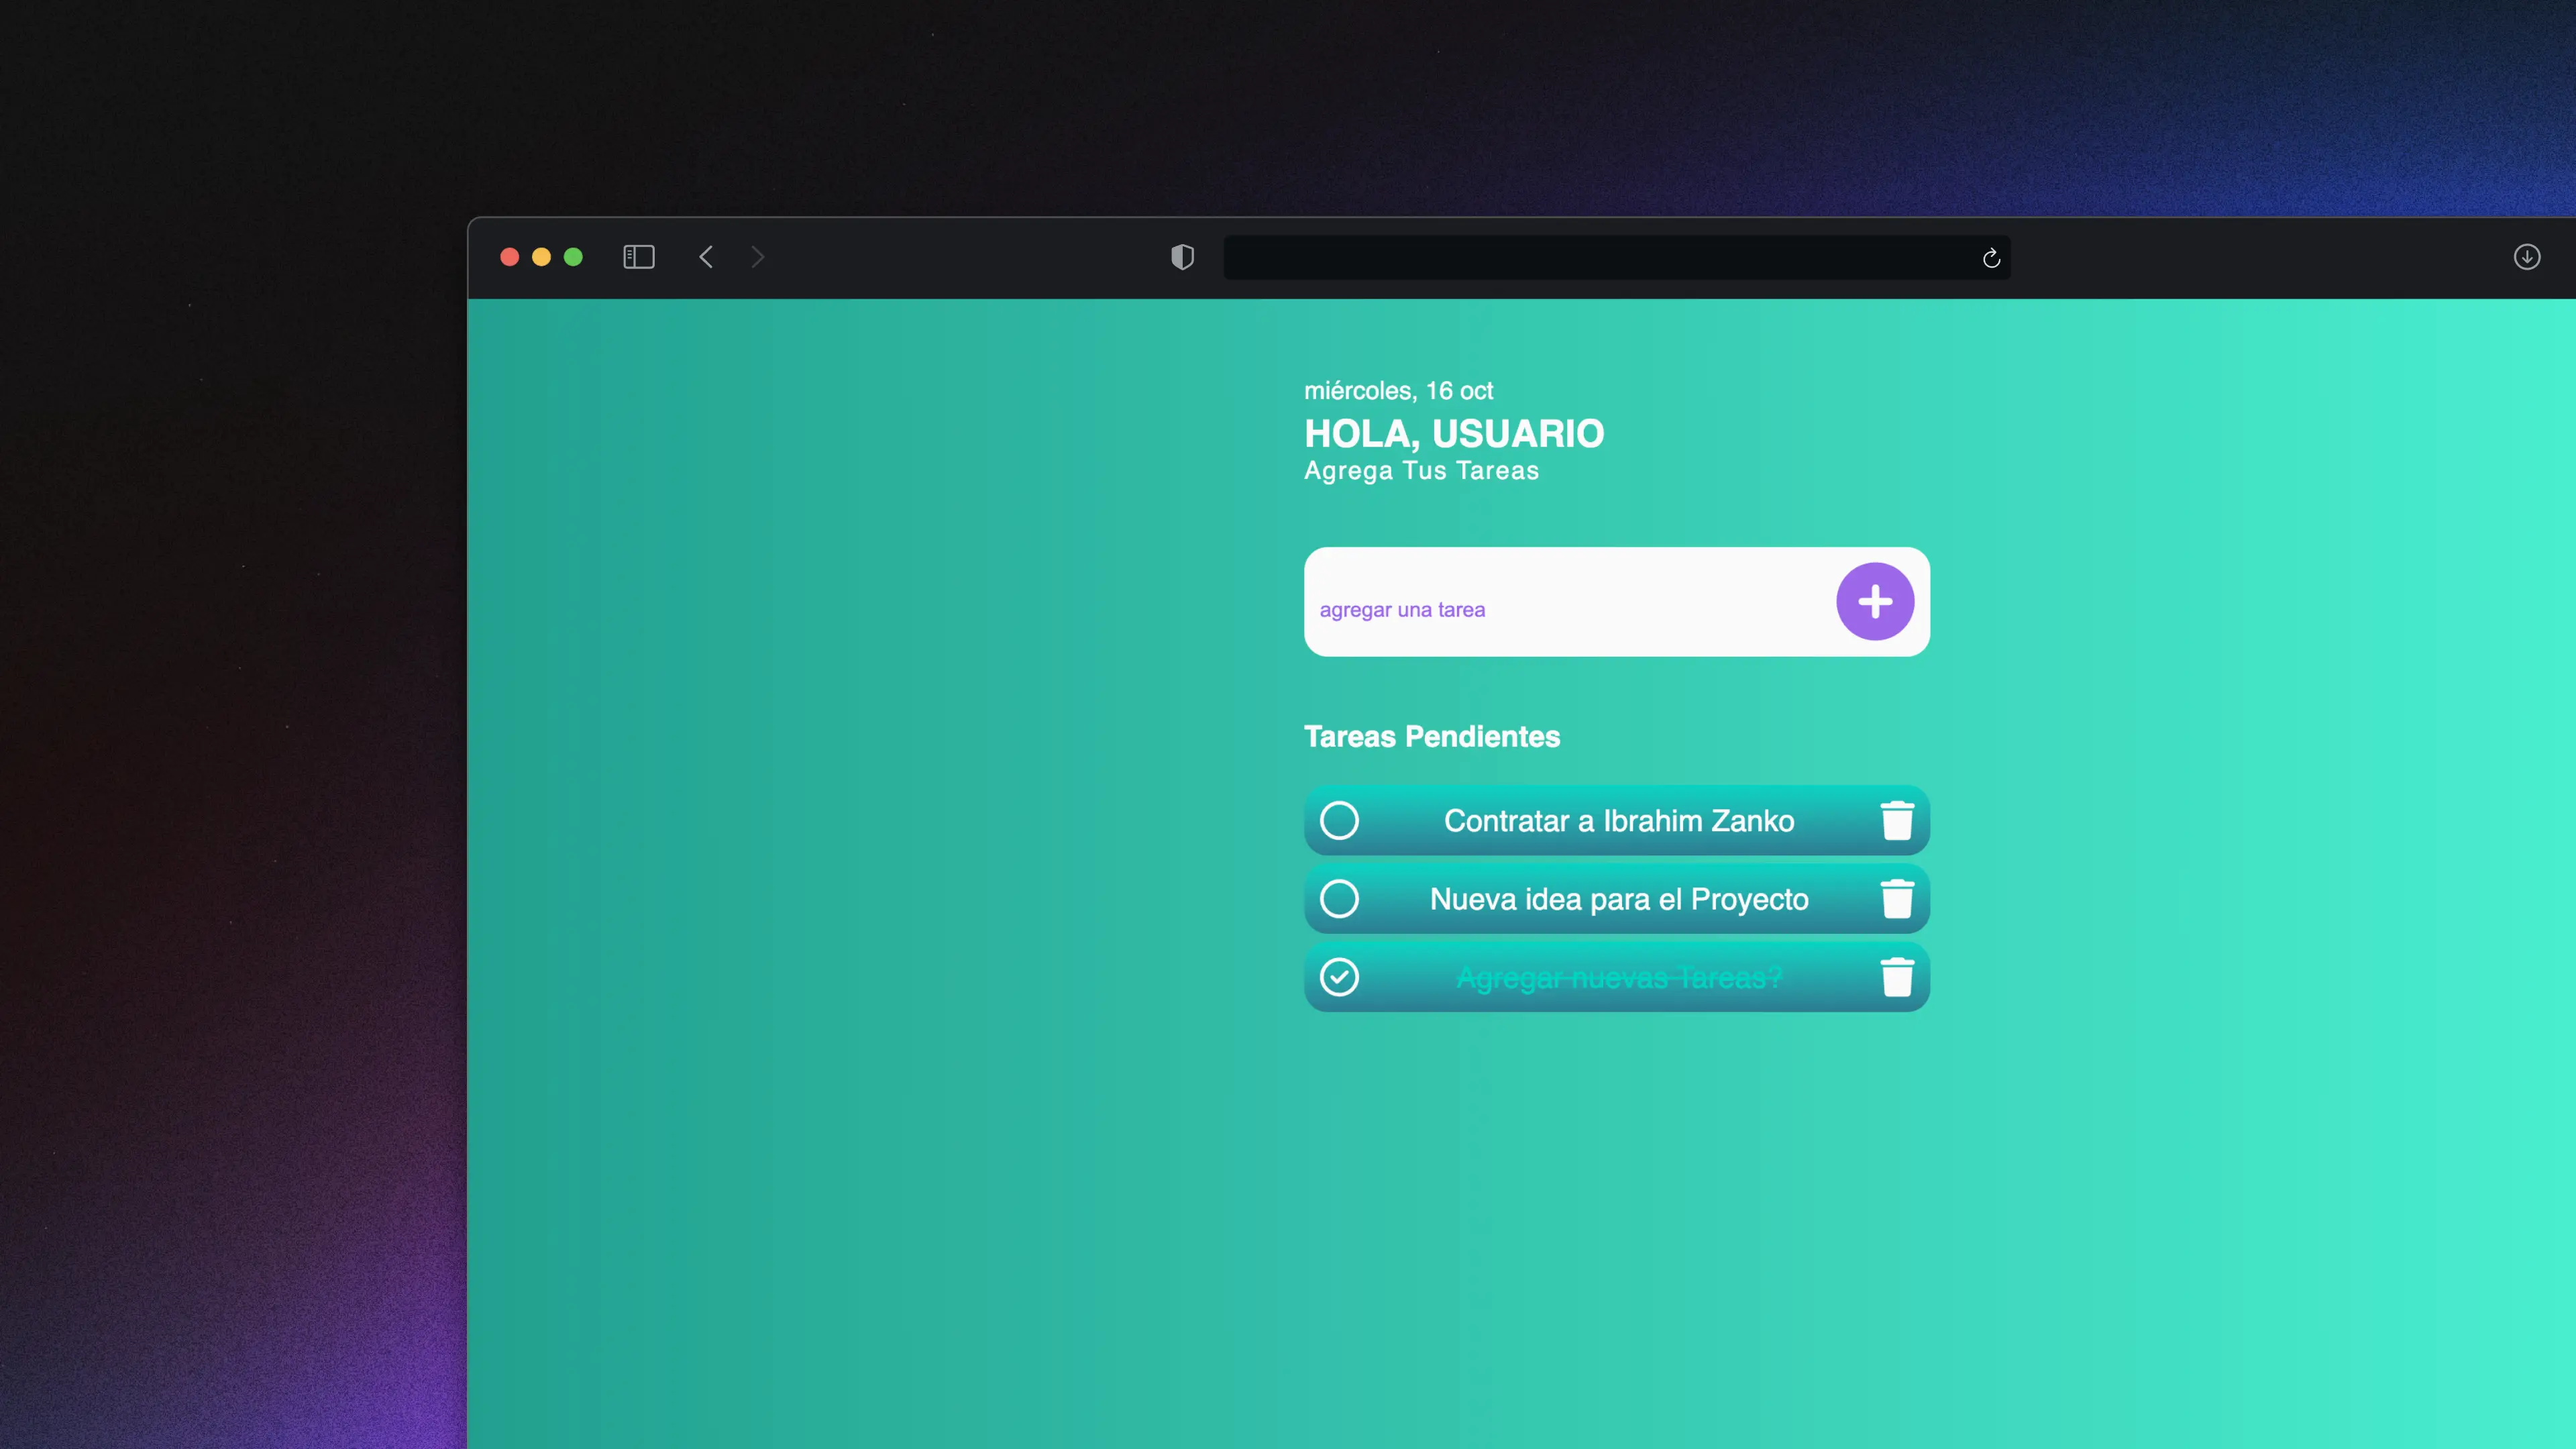 miércoles, 16 oct
HOLA, USUARIO
Agrega Tus Tareas
agregar una tarea
Tareas Pendientes
Contratar a Ibrahim Zanko
Nueva idea para el Proyecto
Agregar nuevas Tareas?